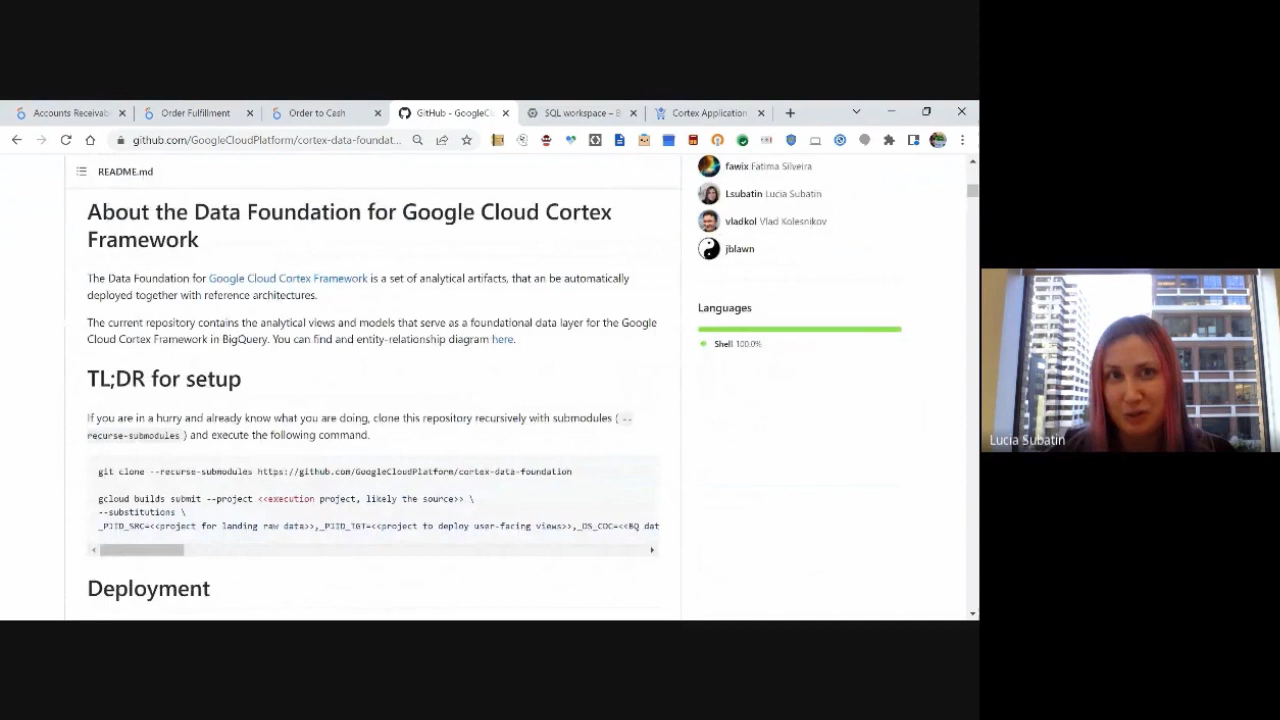 Accounts Receivab
Order Fulfillment
Order to Cash
GitHub - GoogleCl
SQL workspace – B
Cortex Application
github.com/GoogleCloudPlatform/cortex-data-foundat...
README.md
About the Data Foundation for Google Cloud Cortex
Framework
The Data Foundation for Google Cloud Cortex Framework is a set of analytical artifacts, that an be automatically
deployed together with reference architectures.
The current repository contains the analytical views and models that serve as a foundational data layer for the Google
Cloud Cortex Framework in BigQuery. You can find and entity-relationship diagram here.
TL;DR for setup
If you are in a hurry and already know what you are doing, clone this repository recursively with submodules ( --
recurse-submodules ) and execute the following command.
git clone --recurse-submodules https://github.com/GoogleCloudPlatform/cortex-data-foundation
gcloud builds submit --project <<execution project, likely the source>> \
--substitutions \
_PJID_SRC=<<project for landing raw data>>,_PJID_TGT=<<project to deploy user-facing views>>,_DS_CDC=<<BQ dat
Deployment
fawix Fatima Silveira
Lsubatin Lucia Subatin
vladkol Vlad Kolesnikov
jblawn
Languages
Shell 100.0%
Lucia Subatin